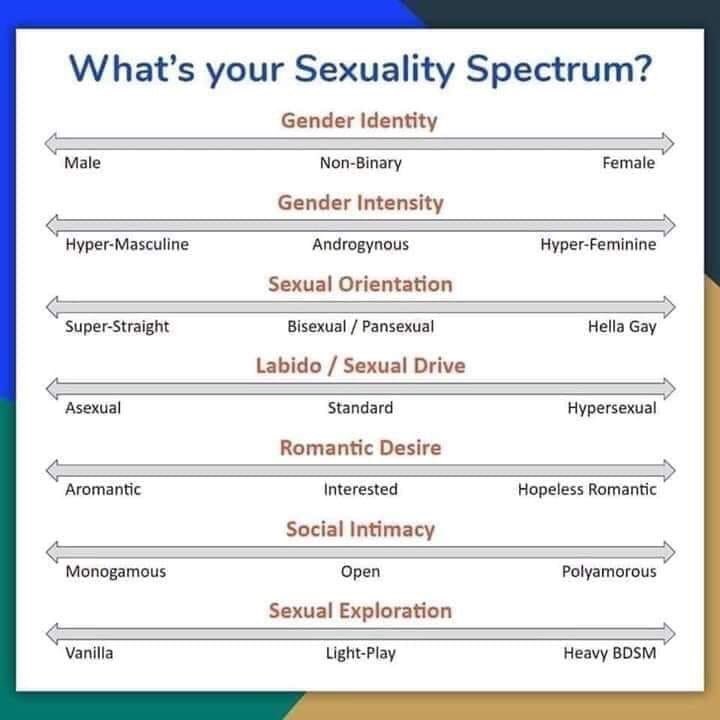 What's your Sexuality Spectrum?
Gender Identity
Male Non-Binary Female
Gender Intensity
Hyper-Masculine Androgynous Hyper-Feminine
Sexual Orientation
Super-Straight Bisexual / Pansexual Hella Gay
Labido / Sexual Drive
Asexual Standard Hypersexual
Romantic Desire
Aromantic Interested Hopeless Romantic
Social Intimacy
Monogamous Open Polyamorous
Sexual Exploration
Vanilla Light-Play Heavy BDSM